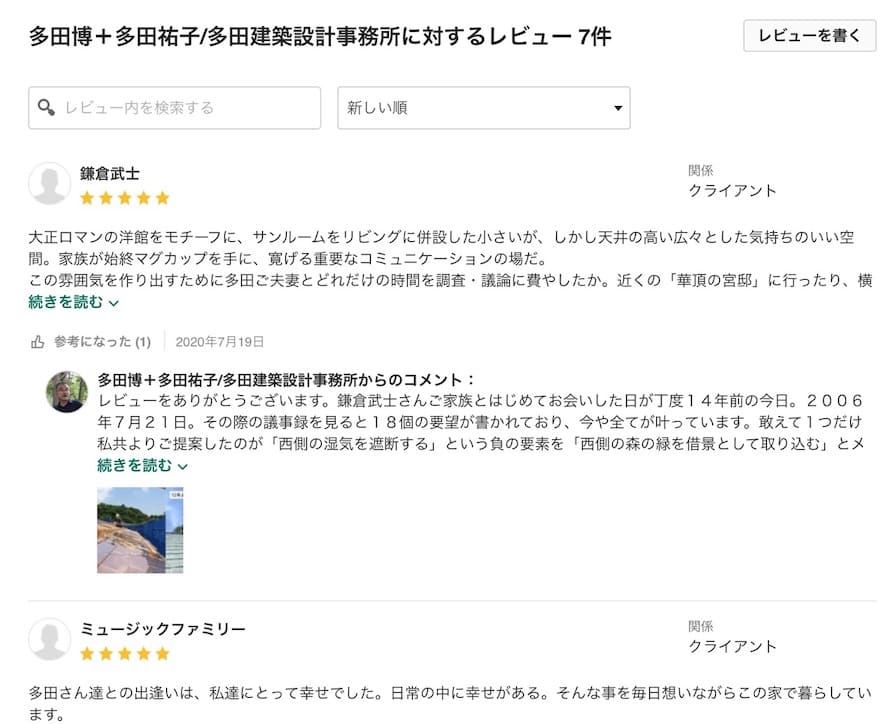 多田博＋多田祐子/多田建築設計事務所に対するレビュー 7件
レビューを書く
レビュー内を検索する
新しい順
鎌倉武士
関係
クライアント
大正ロマンの洋館をモチーフに、サンルームをリビングに併設した小さいが、しかし天井の高い広々とした気持ちのいい空
間。家族が始終マグカップを手に、寛げる重要なコミュニケーションの場だ。
この雰囲気を作り出すために多田ご夫妻とどれだけの時間を調査・議論に費やしたか。近くの「華頂の宮邸」に行ったり、横
続きを読む
参考になった (1)
2020年7月19日
多田博＋多田祐子/多田建築設計事務所からのコメント：
レビューをありがとうございます。鎌倉武士さんご家族とはじめてお会いした日が丁度１４年前の今日。２００６
年７月２１日。その際の議事録を見ると１８個の要望が書かれており、今や全てが叶っています。敢えて１つだけ
私共よりご提案したのが「西側の湿気を遮断する」という負の要素を「西側の森の緑を借景として取り込む」とメ
続きを読む
ミュージックファミリー
関係
クライアント
多田さん達との出逢いは、私達にとって幸せでした。日常の中に幸せがある。そんな事を毎日想いながらこの家で暮らしてい
ます。